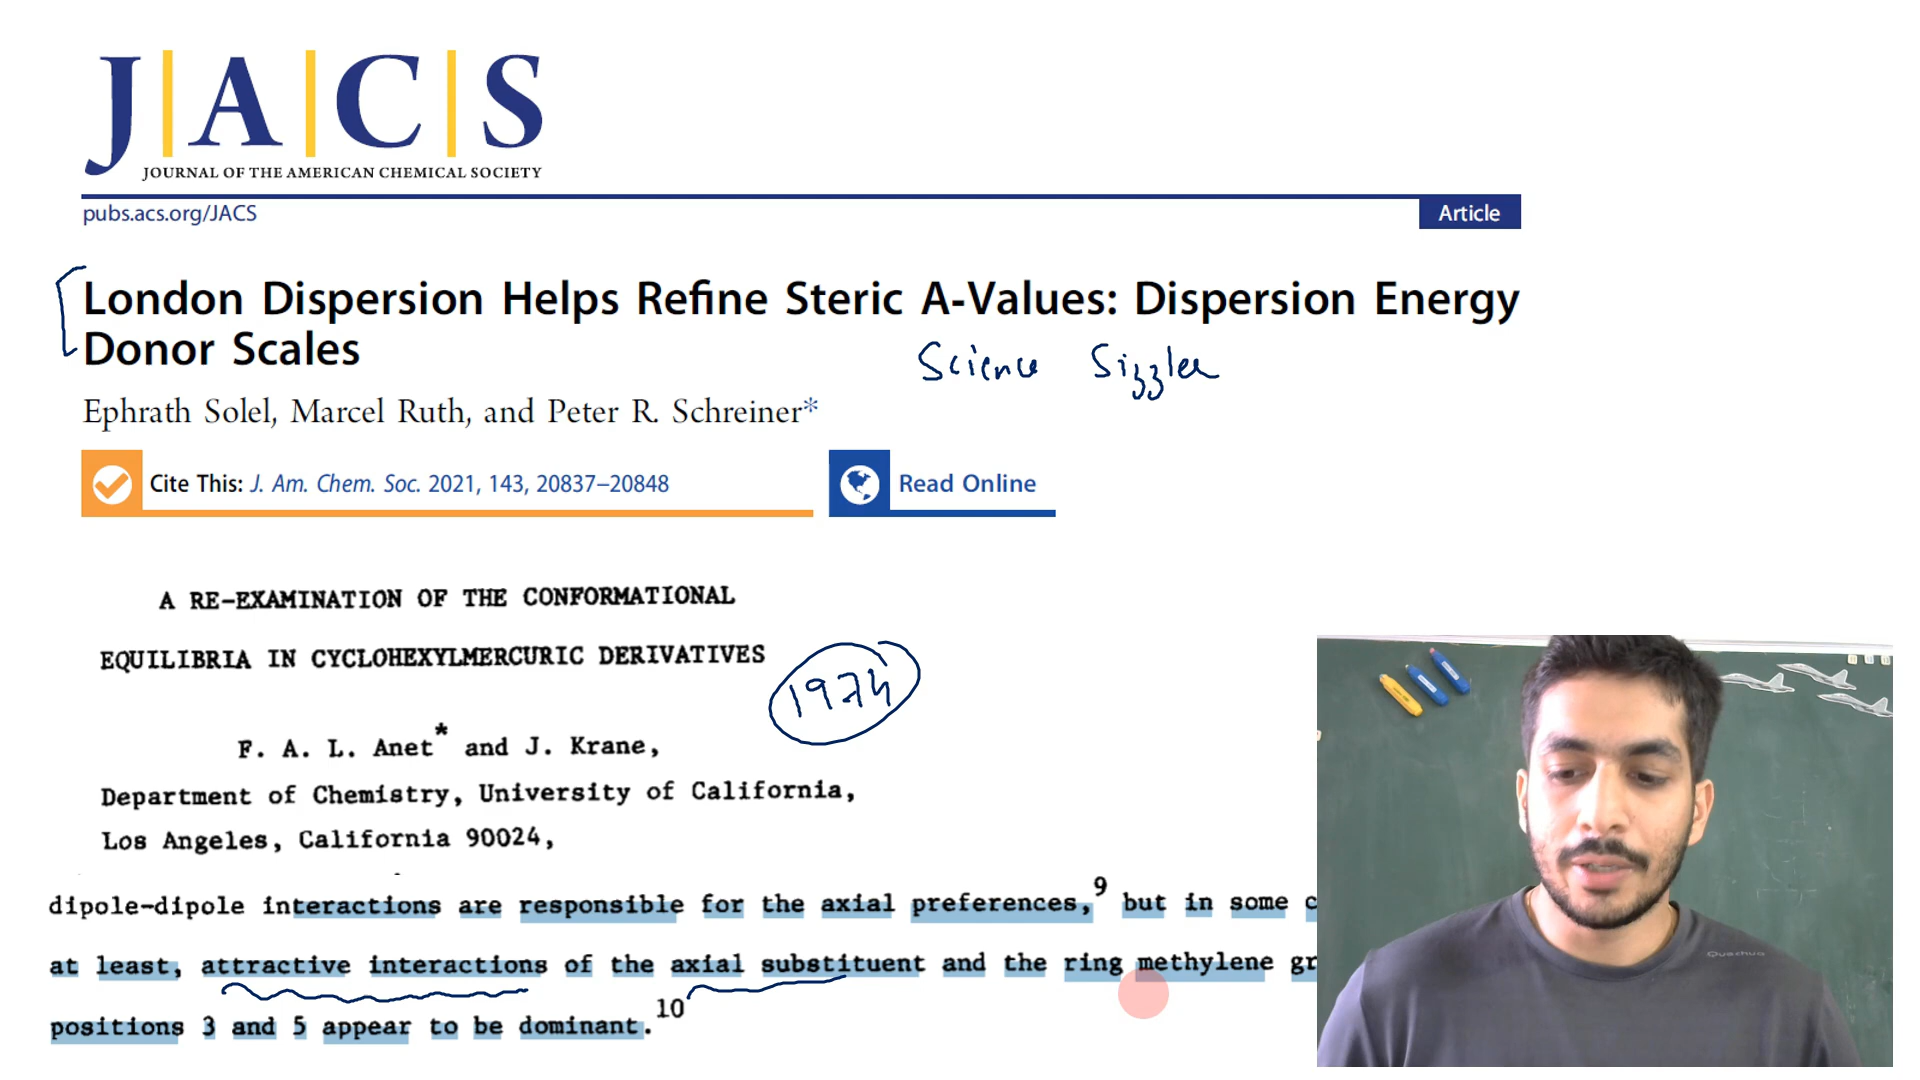 J|A|C|S
JOURNAL OF THE AMERICAN CHEMICAL SOCIETY
pubs.acs.org/JACS
Article
London Dispersion Helps Refine Steric A-Values: Dispersion Energy
Donor Scales
Science Sizzler
Ephrath Solel, Marcel Ruth, and Peter R. Schreiner*
Cite This: J. Am. Chem. Soc. 2021, 143, 20837–20848
Read Online
A RE-EXAMINATION OF THE CONFORMATIONAL
EQUILIBRIA IN CYCLOHEXYLMERCURIC DERIVATIVES
1974
F. A. L. Anet* and J. Krane,
Department of Chemistry, University of California,
Los Angeles, California 90024,
dipole-dipole interactions are responsible for the axial preferences,9 but in some c
at least, attractive interactions of the axial substituent and the ring methylene gr
positions 3 and 5 appear to be dominant.10
Quechua